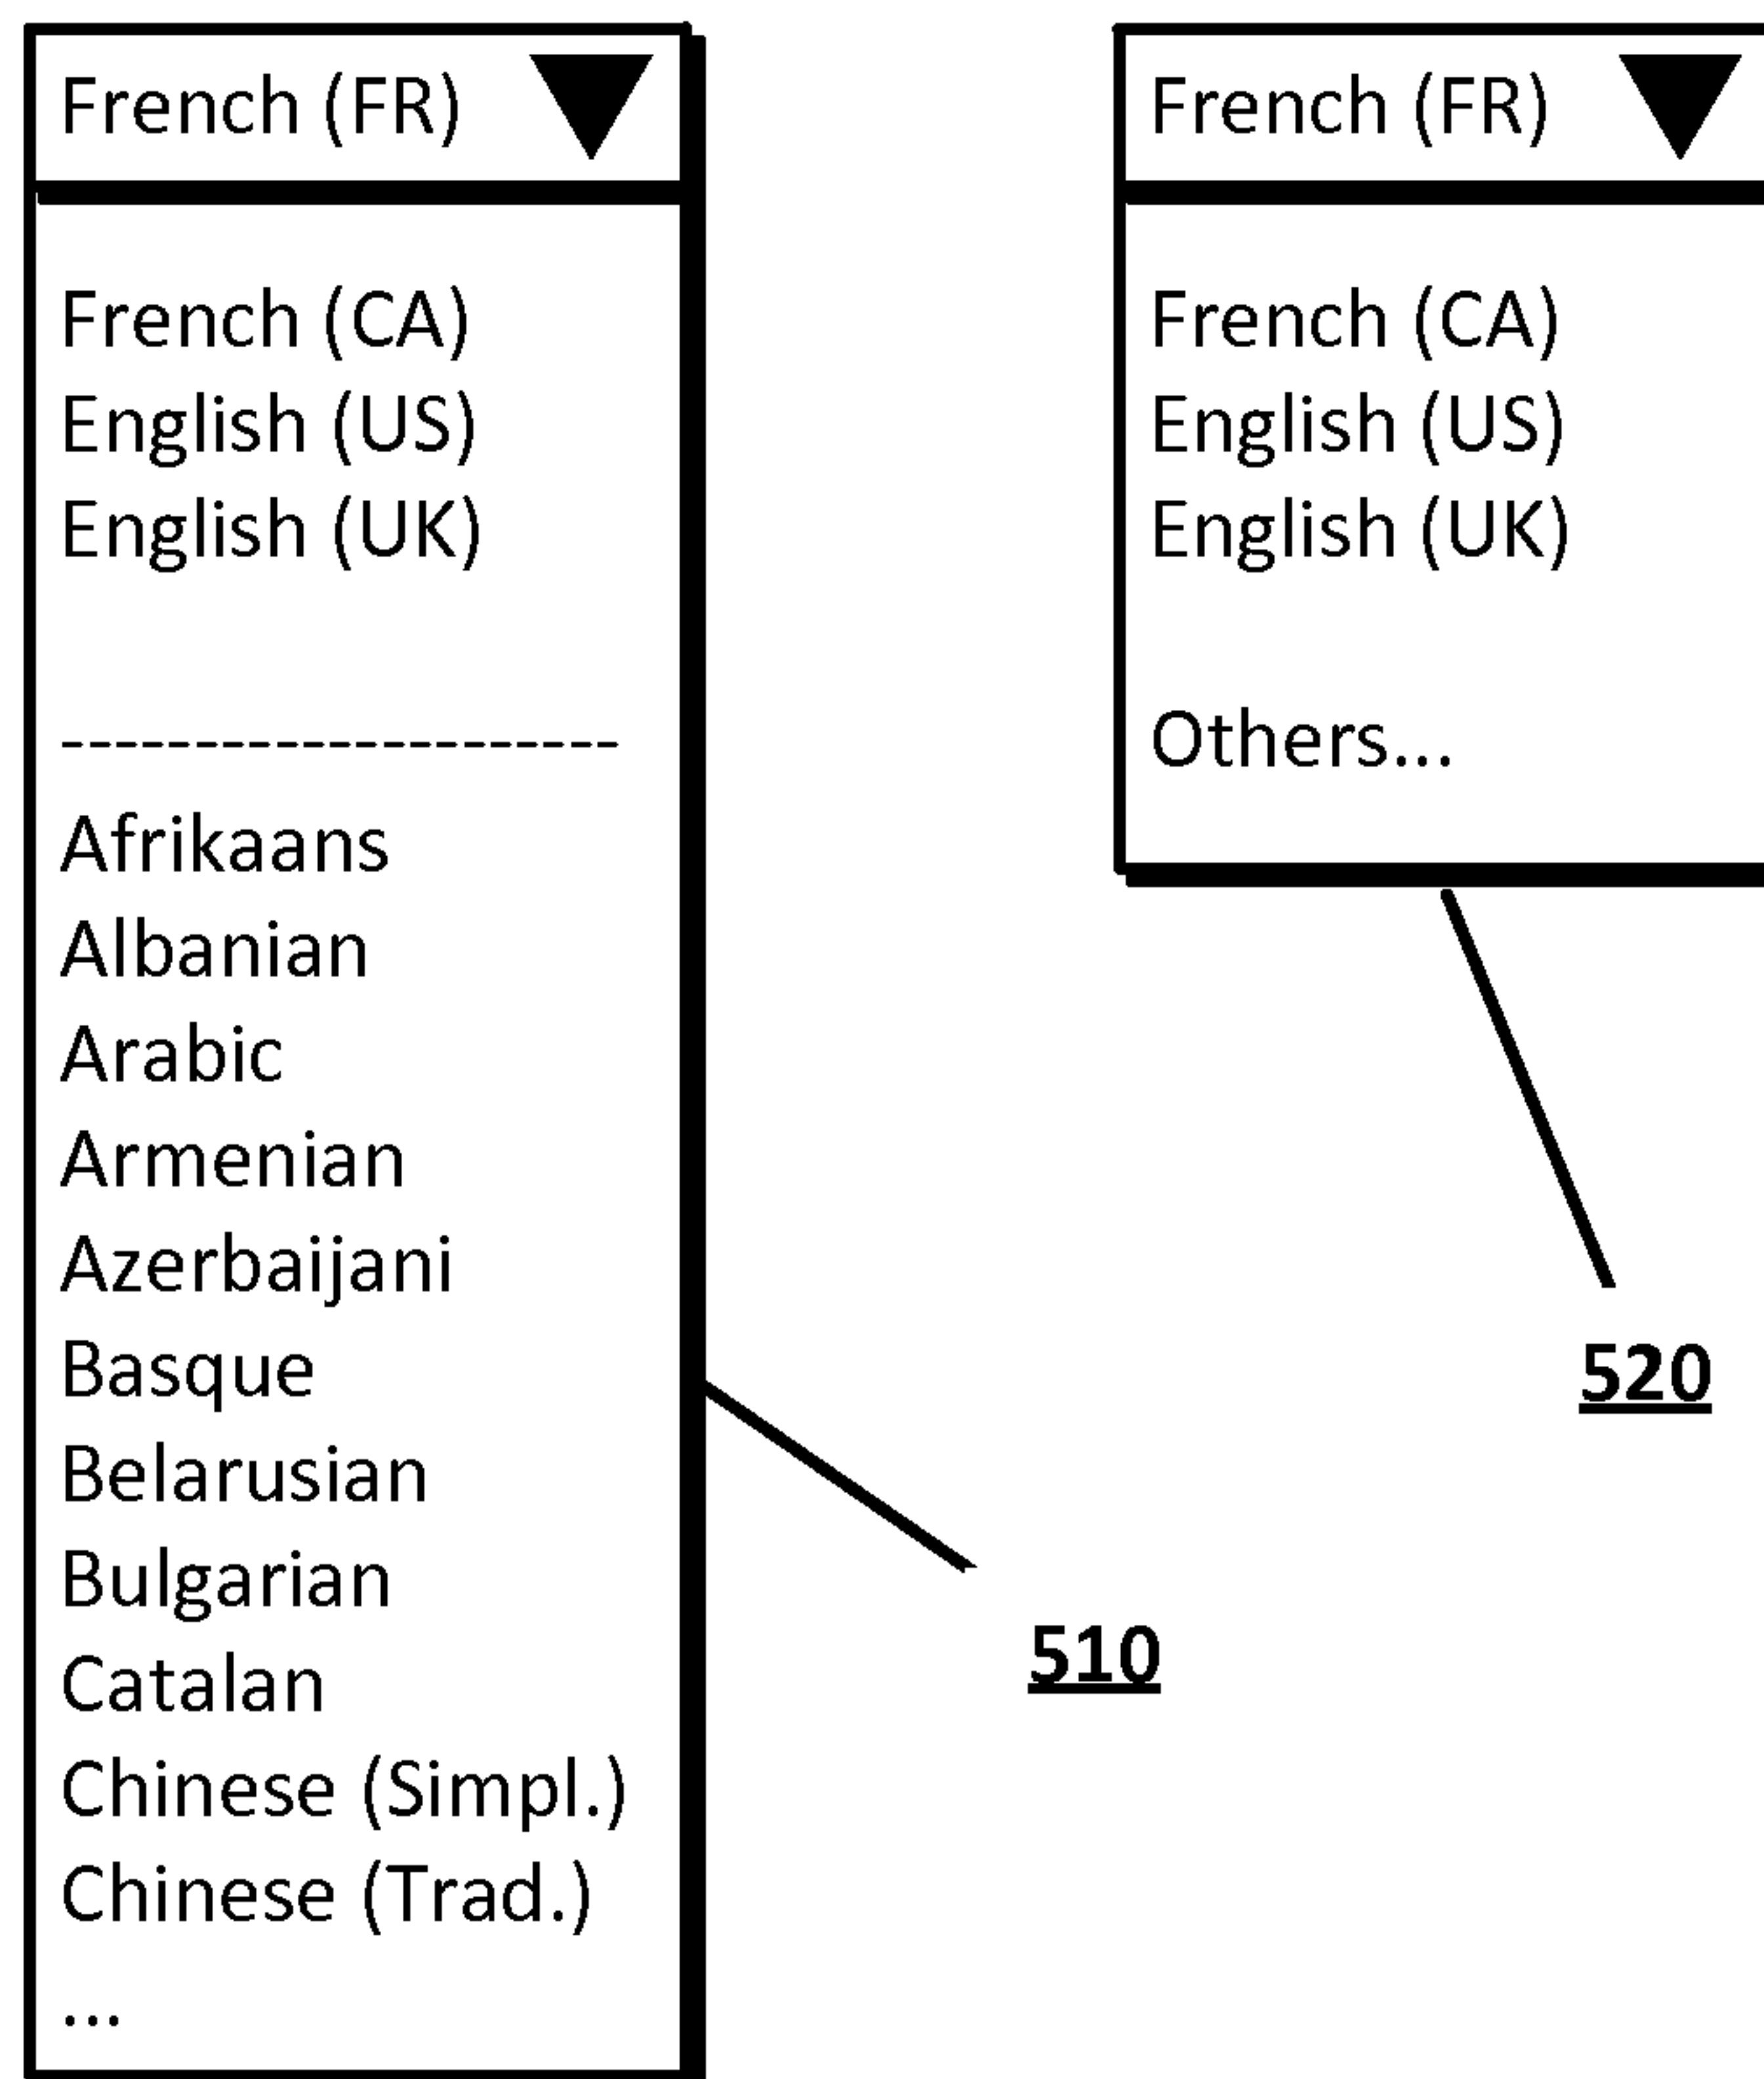 French (FR)
French (CA)
English (US)
English (UK)
----------------------
Afrikaans
Albanian
Arabic
Armenian
Azerbaijani
Basque
Belarusian
Bulgarian
Catalan
Chinese (Simpl.)
Chinese (Trad.)
...
510
French (FR)
French (CA)
English (US)
English (UK)
Others...
520